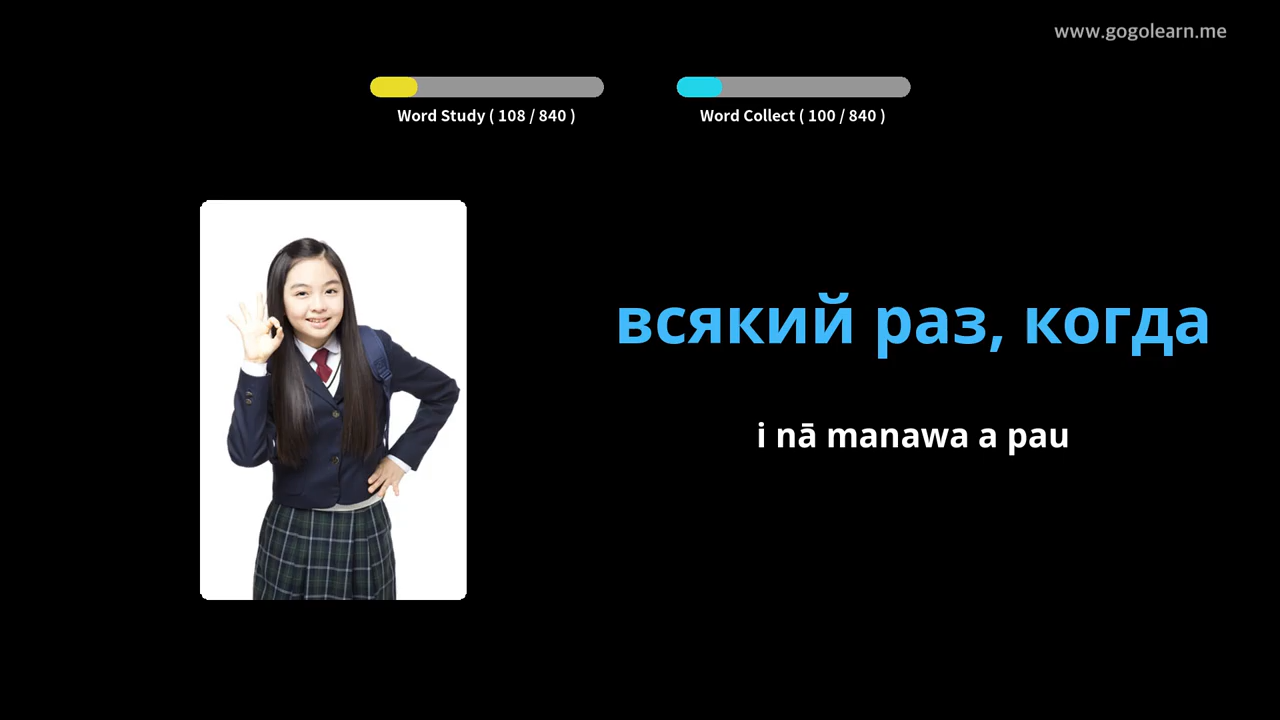 www.gogolearn.me
Word Study ( 108 / 840 )
Word Collect ( 100 / 840 )
всякий раз, когда
i nā manawa a pau